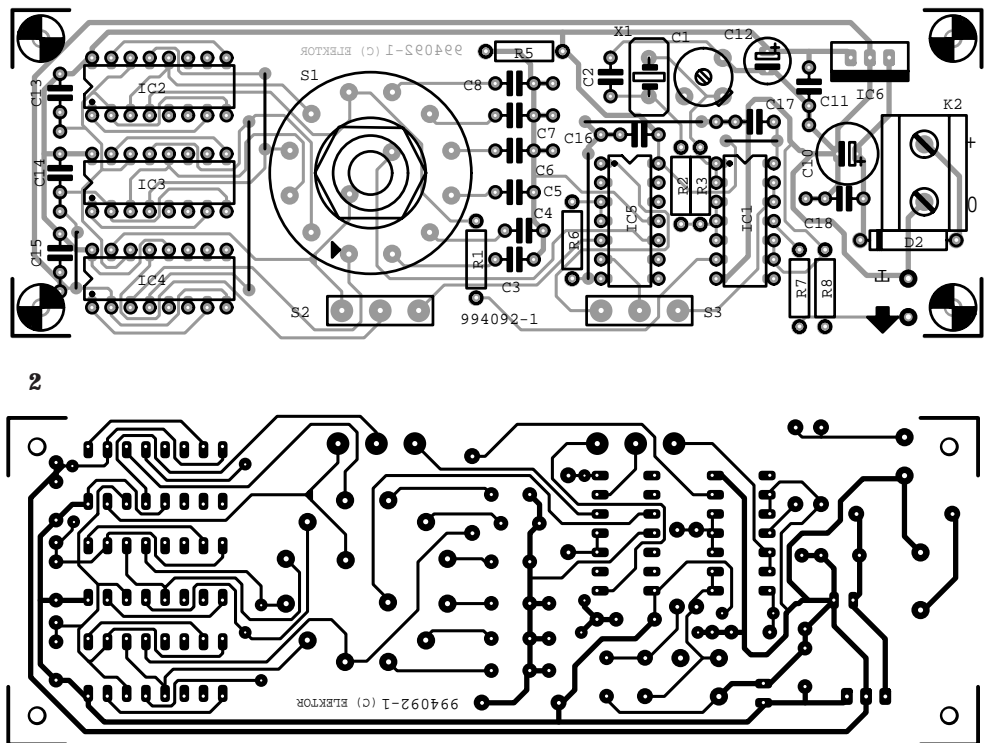 X1
C1
C12
994092-1 (C) ELEKTOR
R5
S1
C2
C8
C13
IC2
C11
IC6
C17
K2
C7
C16
C10
+
C14
IC3
C6
C5
R2
R3
IC5
IC1
C4
C18
0
C15
R1
R6
D2
IC4
C3
R7
R8
S2
994092-1
S3
2
994092-1 (C) ELEKTOR